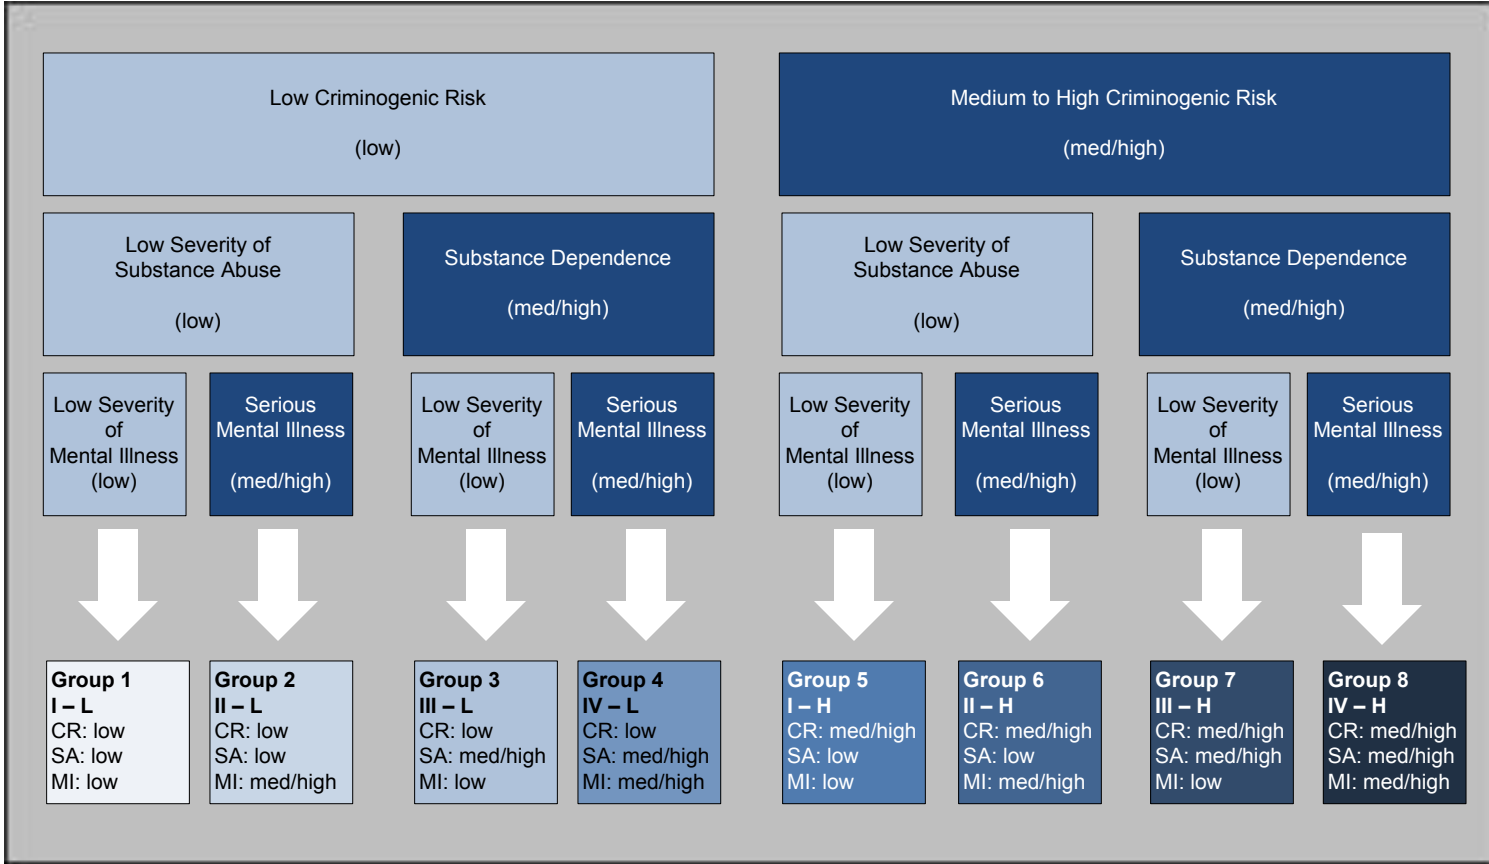 Low Criminogenic Risk
(low)
Medium to High Criminogenic Risk
(med/high)
Low Severity of
Substance Abuse
(low)
Substance Dependence
(med/high)
Low Severity of
Substance Abuse
(low)
Substance Dependence
(med/high)
Low Severity
of
Mental Illness
(low)
Serious
Mental Illness
(med/high)
Low Severity
of
Mental Illness
(low)
Serious
Mental Illness
(med/high)
Low Severity
of
Mental Illness
(low)
Serious
Mental Illness
(med/high)
Low Severity
of
Mental Illness
(low)
Serious
Mental Illness
(med/high)
Group 1
I – L
CR: low
SA: low
MI: low
Group 2
II – L
CR: low
SA: low
MI: med/high
Group 3
III – L
CR: low
SA: med/high
MI: low
Group 4
IV – L
CR: low
SA: med/high
MI: med/high
Group 5
I – H
CR: med/high
SA: low
MI: low
Group 6
II – H
CR: med/high
SA: low
MI: med/high
Group 7
III – H
CR: med/high
SA: med/high
MI: low
Group 8
IV – H
CR: med/high
SA: med/high
MI: med/high